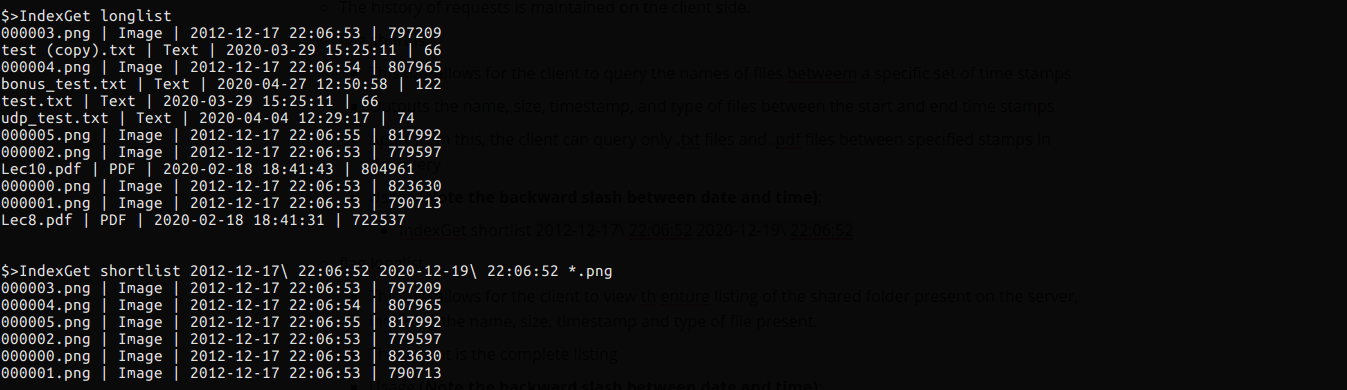 The history of requests is maintained on the client side.
$>IndexGet longlist
000003.png | Image | 2012-12-17 22:06:53 | 797209
test (copy).txt | Text | 2020-03-29 15:25:11 | 66
000004.png | Image | 2012-12-17 22:06:54 | 807965
lows for the client to query the names of files betweem a specific set of time stamps
bonus_test.txt | Text | 2020-04-27 12:50:58 | 122
test.txt | Text | 2020-03-29 15:25:11 | 66
puts the name, size, timestamp, and type of files between the start and end time stamps
udp_test.txt | Text | 2020-04-04 12:29:17 | 74
000005.png | Image | 2012-12-17 22:06:55 | 817992
this, the client can query only .txt files and .pdf files between specified stamps in
000002.png | Image | 2012-12-17 22:06:53 | 779597
Lec10.pdf | PDF | 2020-02-18 18:41:43 | 804961
000000.png | Image | 2012-12-17 22:06:53 | 823630
000001.png | Image | 2012-12-17 22:06:53 | 790713
te the backward slash between date and time):
Lec8.pdf | PDF | 2020-02-18 18:41:31 | 722537
IndexGet shortlist 2012-12-17\ 22:06:52 2020-12-19\ 22:06:52
$>IndexGet shortlist 2012-12-17\ 22:06:52 2020-12-19\ 22:06:52 *.png
000003.png | Image | 2012-12-17 22:06:53 | 797209
lows for the client to view th enture listing of the shared folder present on the server,
000004.png | Image | 2012-12-17 22:06:54 | 807965
the name, size, timestamp and type of file present.
000005.png | Image | 2012-12-17 22:06:55 | 817992
000002.png | Image | 2012-12-17 22:06:53 | 779597
is the complete listing
000000.png | Image | 2012-12-17 22:06:53 | 823630
000001.png | Image | 2012-12-17 22:06:53 | 790713
the backward slash between date and time):